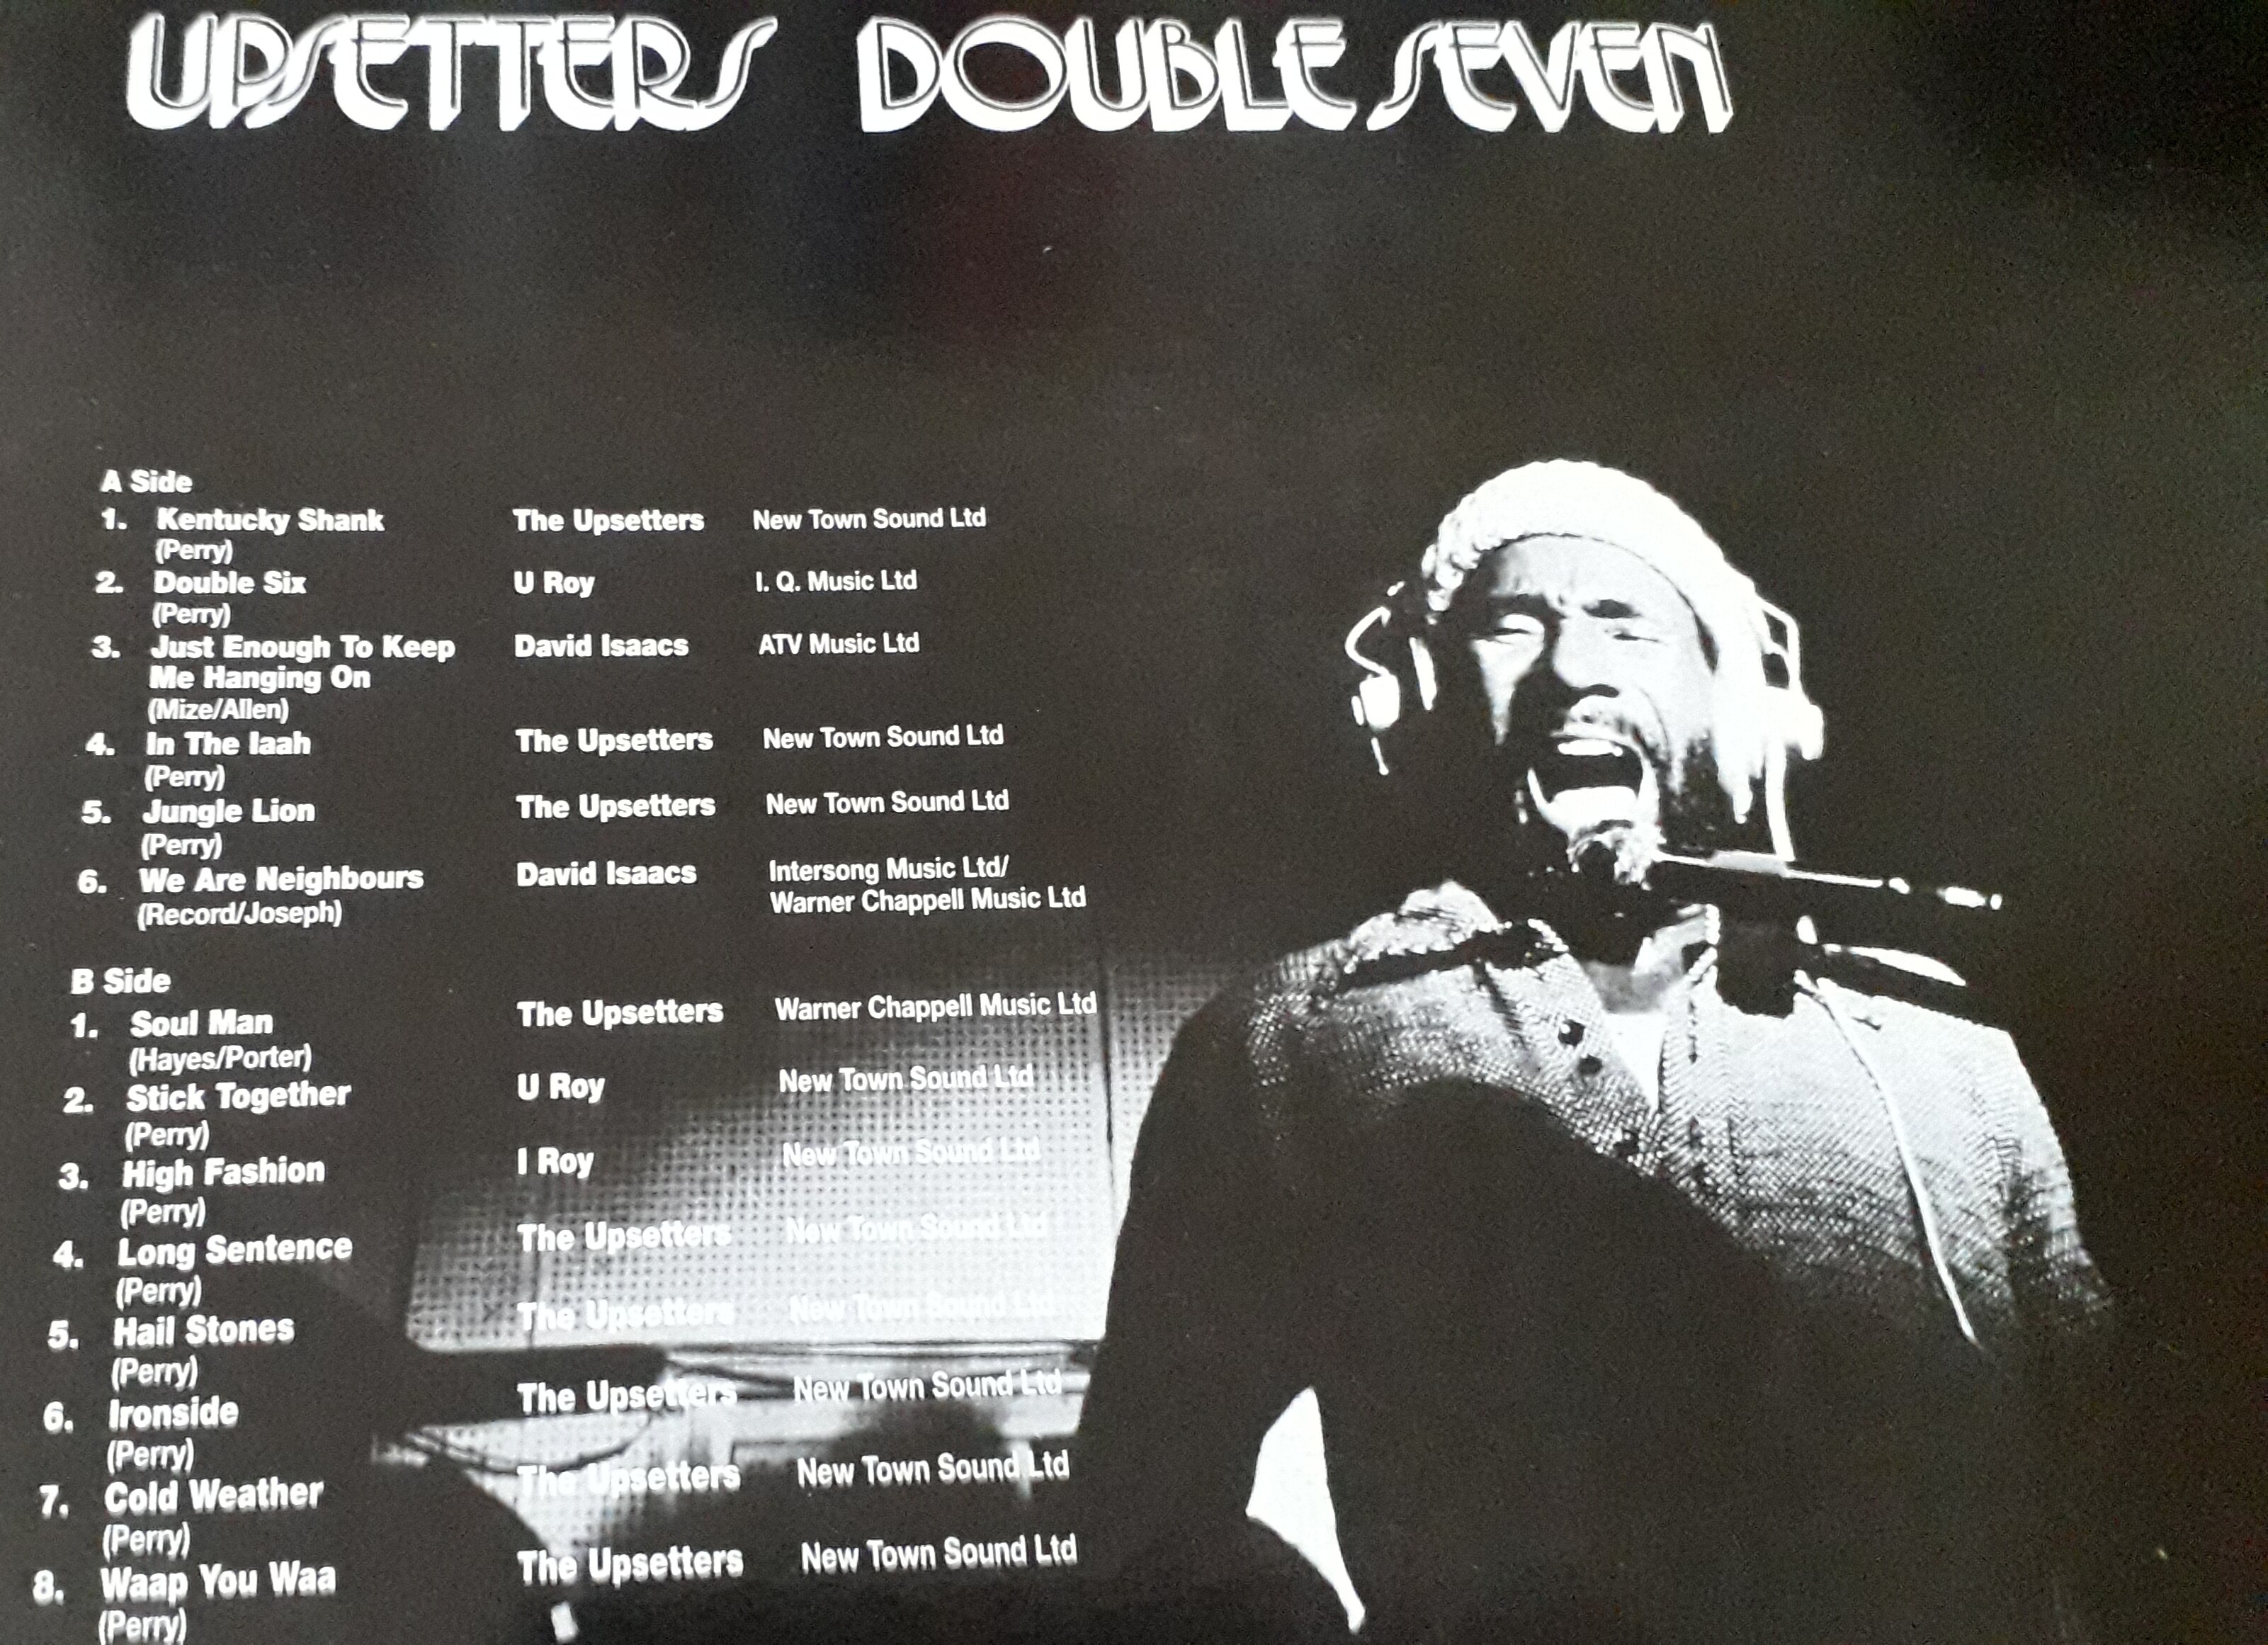 UPSETTERS DOUBLE SEVEN
A Side
1. Kentucky Shank The Upsetters New Town Sound Ltd
(Perry)
2. Double Six U Roy I. Q. Music Ltd
(Perry)
3. Just Enough To Keep David Isaacs ATV Music Ltd
Me Hanging On
(Mize/Allen)
4. In The Iaah The Upsetters New Town Sound Ltd
(Perry)
5. Jungle Lion The Upsetters New Town Sound Ltd
(Perry)
6. We Are Neighbours David Isaacs Intersong Music Ltd/
(Record/Joseph) Warner Chappell Music Ltd
B Side
1. Soul Man The Upsetters Warner Chappell Music Ltd
(Hayes/Porter)
2. Stick Together U Roy New Town Sound Ltd
(Perry)
3. High Fashion I Roy New Town Sound Ltd
(Perry)
4. Long Sentence The Upsetters New Town Sound Ltd
(Perry)
5. Hail Stones The Upsetters New Town Sound Ltd
(Perry)
6. Ironside The Upsetters New Town Sound Ltd
(Perry)
7. Cold Weather The Upsetters New Town Sound Ltd
(Perry)
8. Waap You Waa The Upsetters New Town Sound Ltd
(Perry)